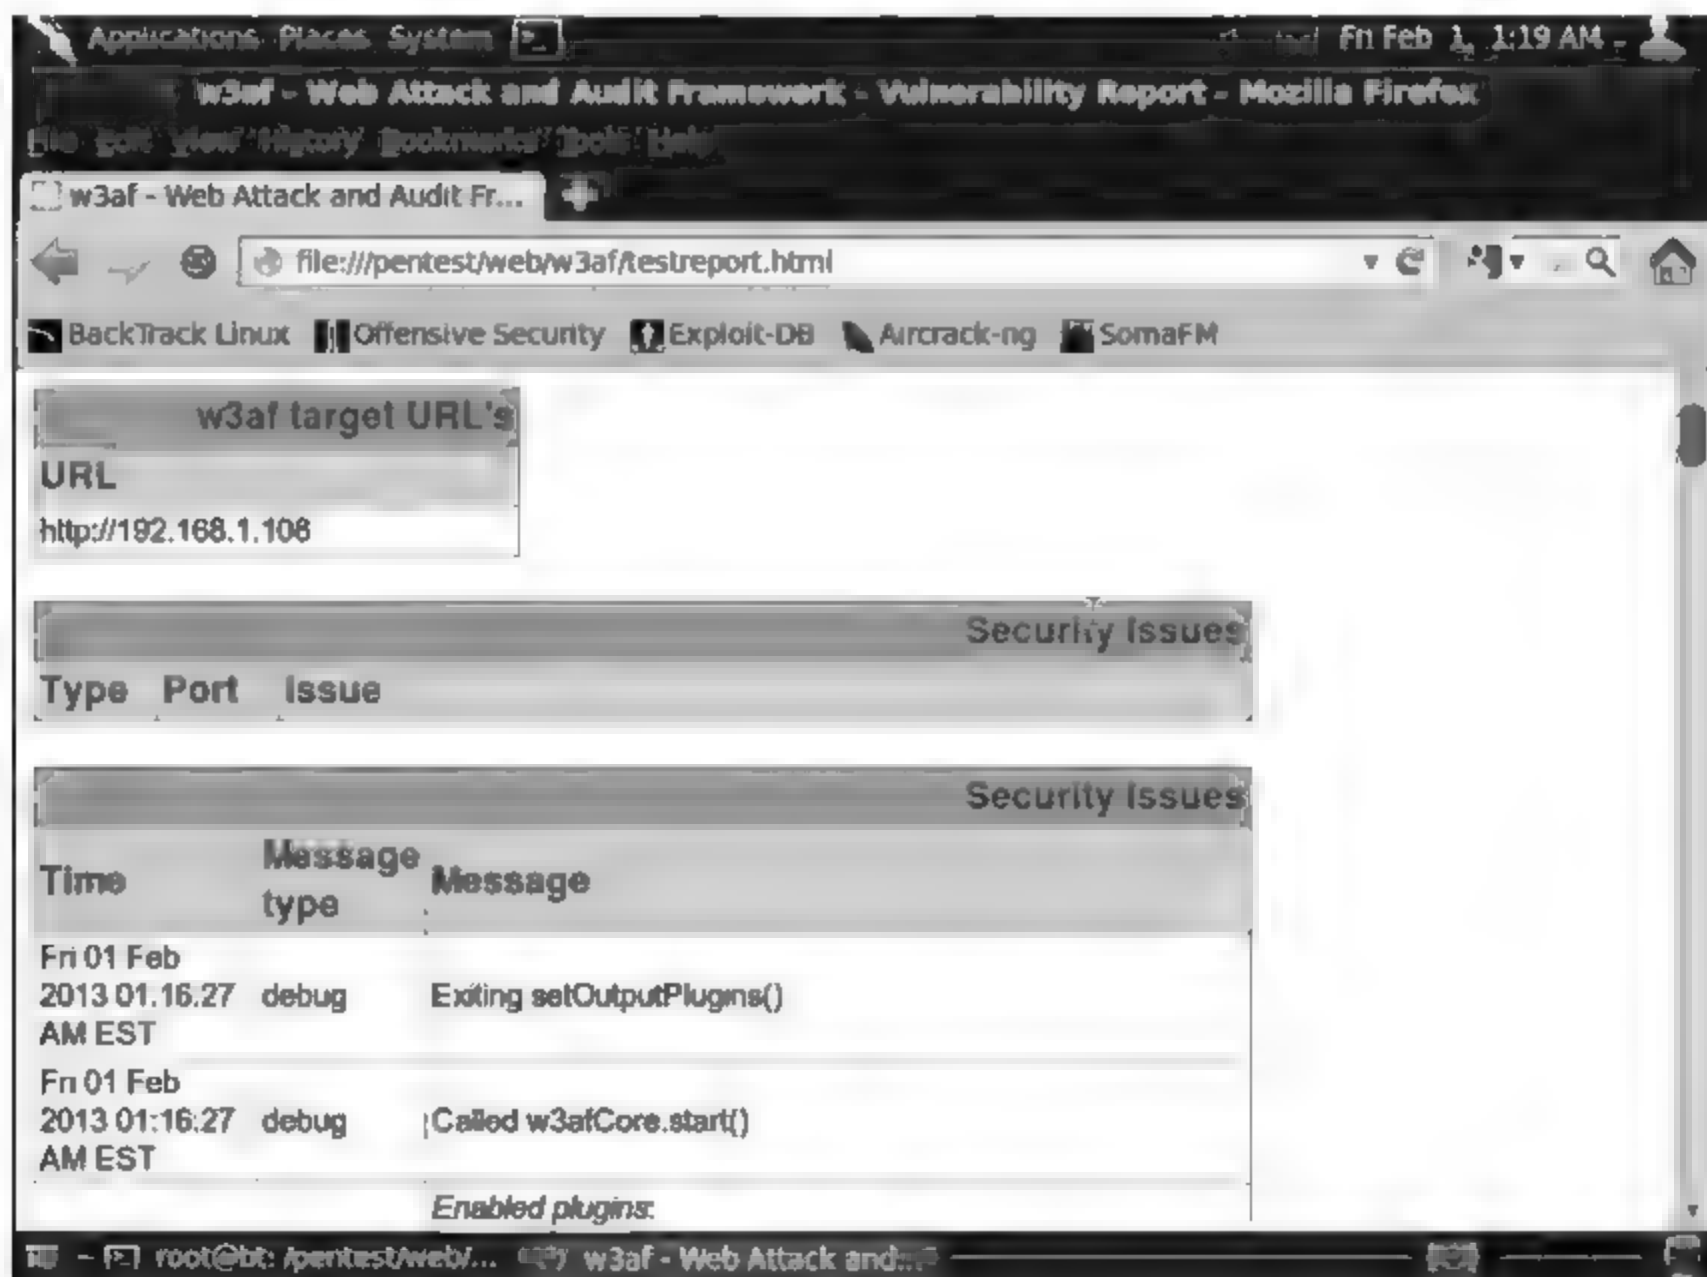 Applications Places System Fri Feb 1, 1:19 AM
w3af - Web Attack and Audit Framework - Vulnerability Report - Mozilla Firefox
File Edit View History Bookmarks Tools Help
w3af - Web Attack and Audit Fr...
file:///pentest/web/w3af/testreport.html
BackTrack Linux Offensive Security Exploit-DB Aircrack-ng SomaFM
w3af target URL's
URL
http://192.168.1.108
Security Issues
Type Port Issue
Security Issues
Time Message type Message
Fri 01 Feb
2013 01:16:27 debug Exiting setOutputPlugins()
AM EST
Fri 01 Feb
2013 01:16:27 debug Called w3afCore.start()
AM EST
Enabled plugins:
root@bt: /pentest/web/... w3af - Web Attack and...